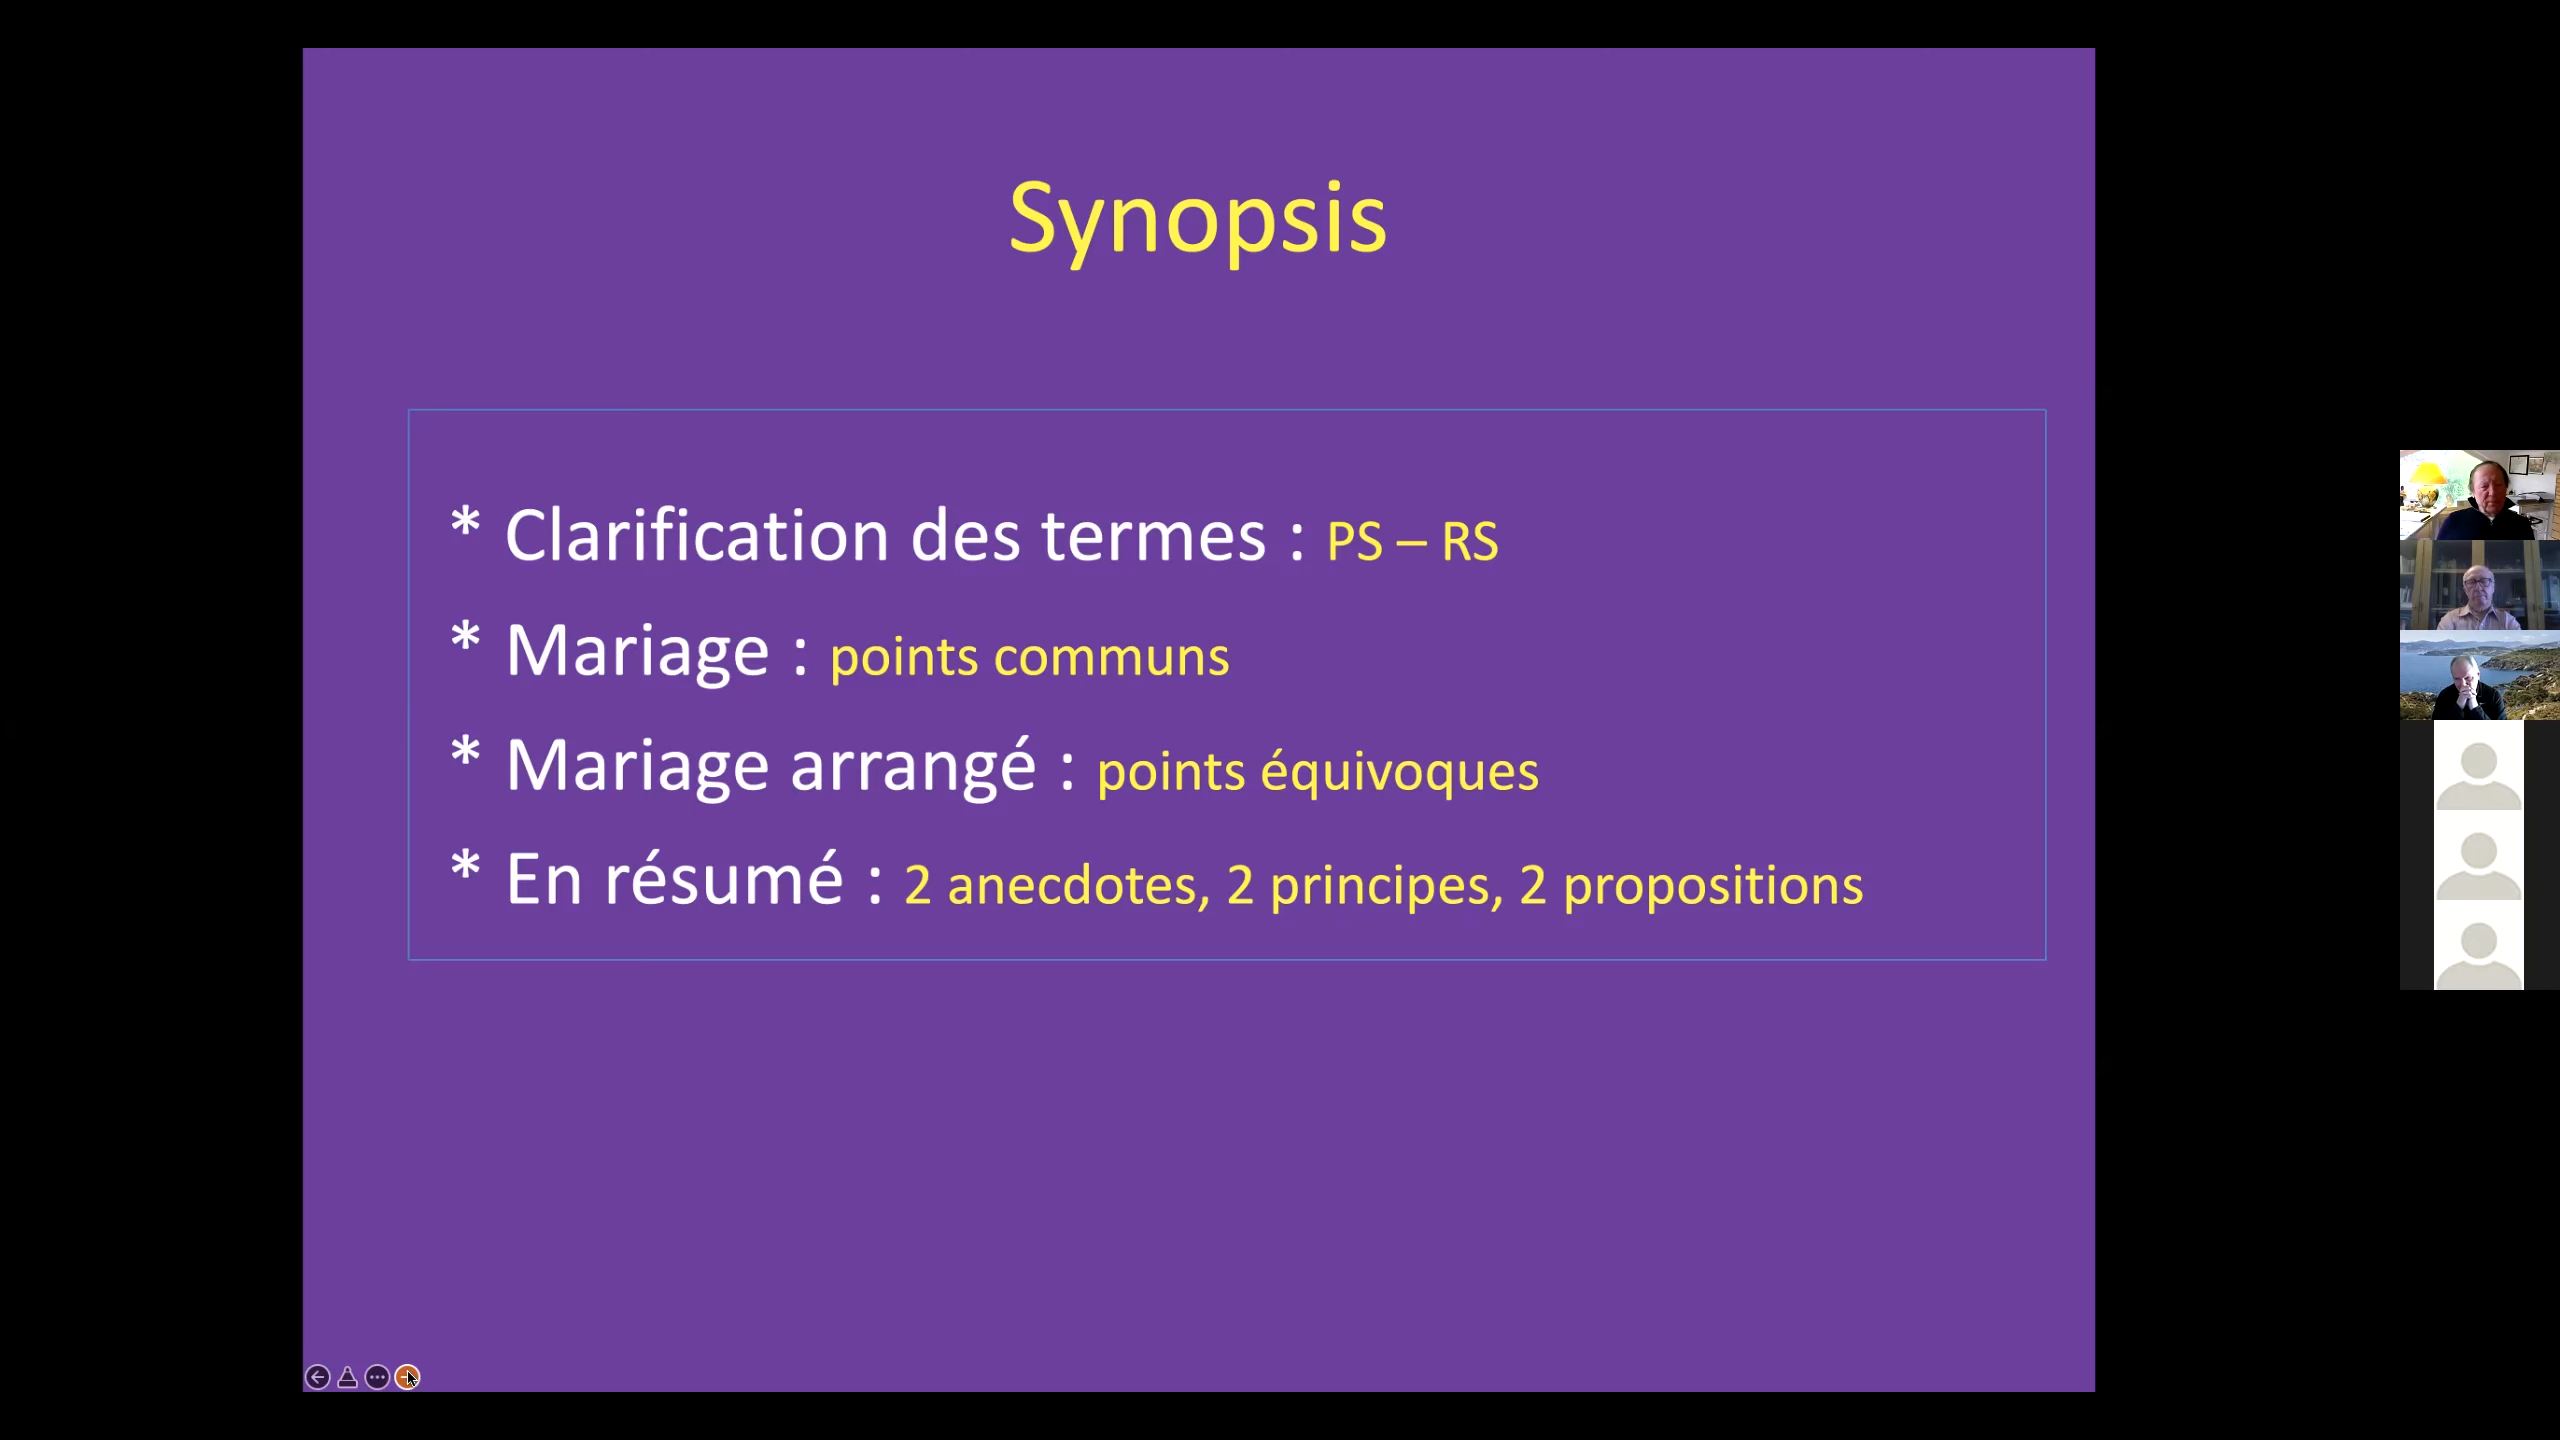 Synopsis
* Clarification des termes : PS – RS
* Mariage : points communs
* Mariage arrangé : points équivoques
* En résumé : 2 anecdotes, 2 principes, 2 propositions